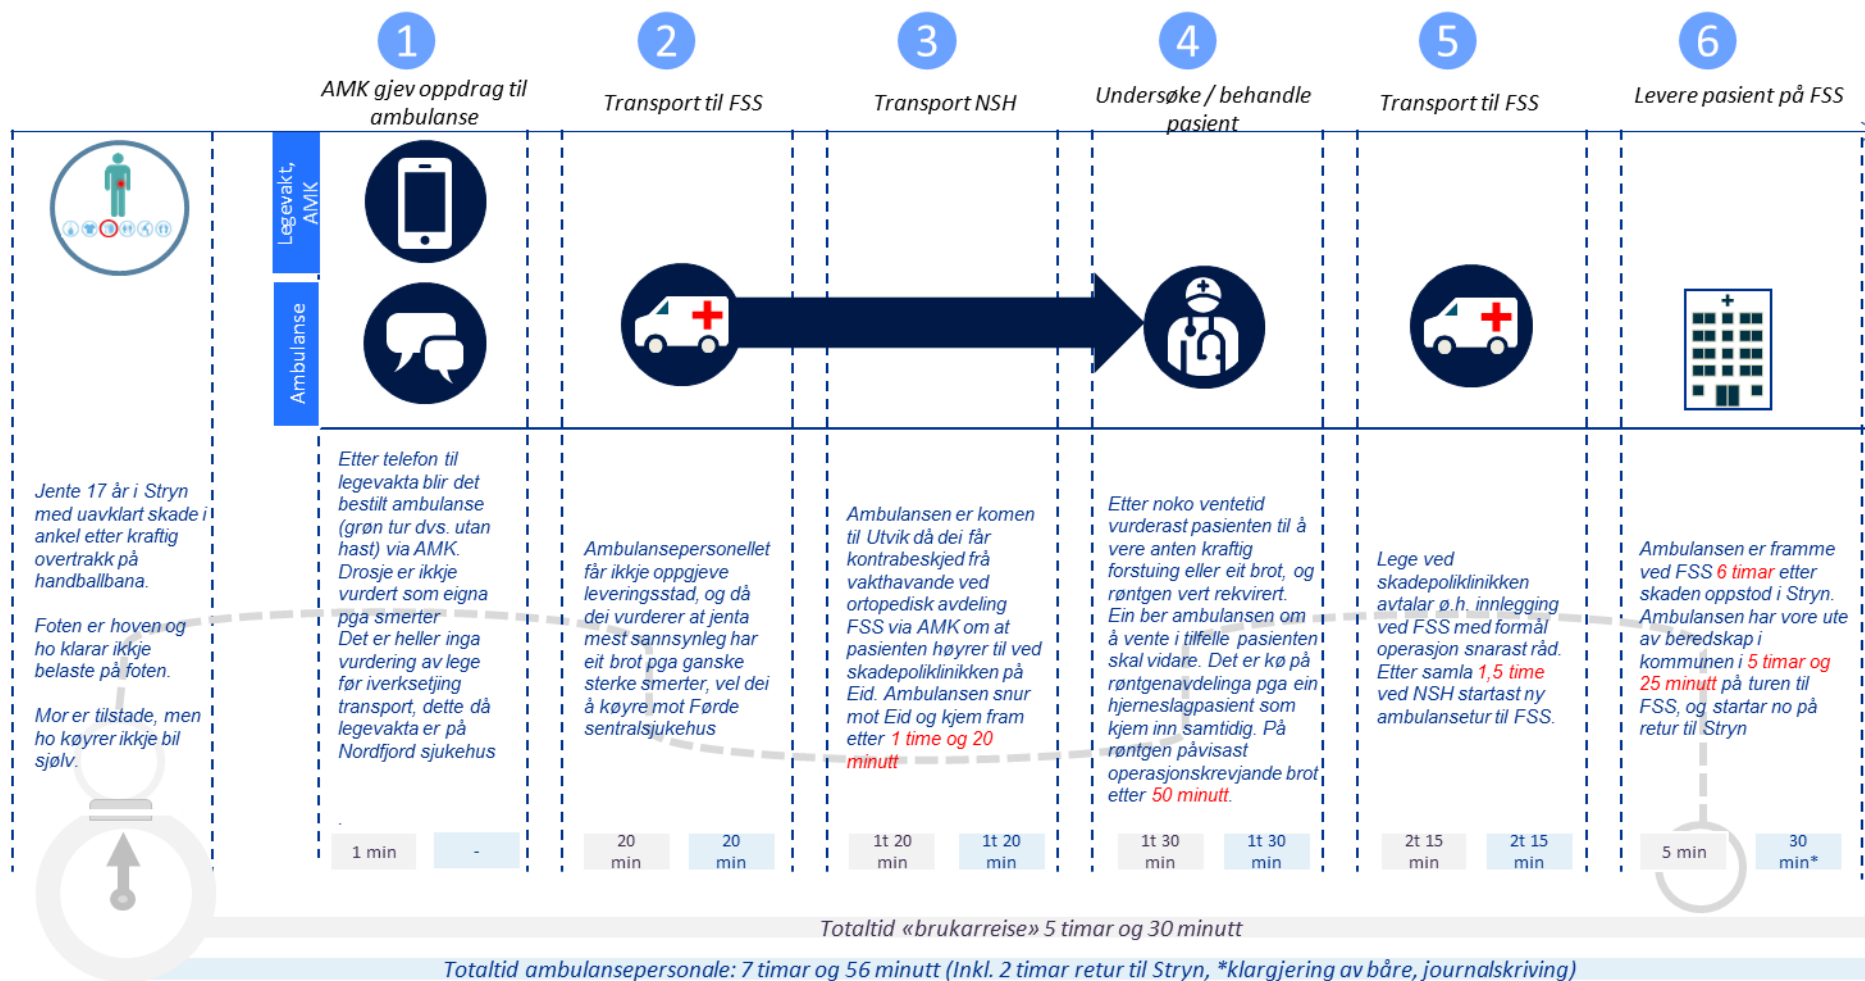 1
2
3
4
5
6
AMK gjev oppdrag til
ambulanse
Transport til FSS
Transport NSH
Undersøke / behandle
pasient
Transport til FSS
Levere pasient på FSS
Legevakt,
AMK
Ambulanse
Jente 17 år i Stryn
med uavklart skade i
ankel etter kraftig
overtrakk på
handballbana.
Foten er hoven og
ho klarar ikkje
belaste på foten.
Mor er tilstade, men
ho køyrer ikkje bil
sjølv.
Etter telefon til
legevakta blir det
bestilt ambulanse
(grøn tur dvs. utan
hast) via AMK.
Drosje er ikkje
vurdert som eigna
pga smerter
Det er heller inga
vurdering av lege
før iverksetjing
transport, dette då
legevakta er på
Nordfjord sjukehus
.
1 min
-
Ambulansepersonellet
får ikkje oppgjeve
leveringsstad, og då
dei vurderer at jenta
mest sannsynleg har
eit brot pga ganske
sterke smerter, vel dei
å køyre mot Førde
sentralsjukehus
20
min
20
min
Ambulansen er komen
til Utvik då dei får
kontrabeskjed frå
vakthavande ved
ortopedisk avdeling
FSS via AMK om at
pasienten høyrer til ved
skadepoliklinikken på
Eid. Ambulansen snur
mot Eid og kjem fram
etter 1 time og 20
minutt
1t 20
min
1t 20
min
Etter noko ventetid
vurderast pasienten til å
vere anten kraftig
forstuing eller eit brot, og
røntgen vert rekvirert.
Ein ber ambulansen om
å vente i tilfelle pasienten
skal vidare. Det er kø på
røntgenavdelinga pga ein
hjerneslagpasient som
kjem inn samtidig. På
røntgen påvisast
operasjonskrevjande brot
etter 50 minutt.
1t 30
min
1t 30
min
Lege ved
skadepoliklinikken
avtalar ø.h. innlegging
ved FSS med formål
operasjon snarast råd.
Etter samla 1,5 time
ved NSH startast ny
ambulansetur til FSS.
2t 15
min
2t 15
min
Ambulansen er framme
ved FSS 6 timar etter
skaden oppstod i Stryn.
Ambulansen har vore ute
av beredskap i
kommunen i 5 timar og
25 minutt på turen til
FSS, og startar no på
retur til Stryn
5 min
30
min*
Totaltid «brukarreise» 5 timar og 30 minutt
Totaltid ambulansepersonale: 7 timar og 56 minutt (Inkl. 2 timar retur til Stryn, *klargjering av båre, journalskriving)